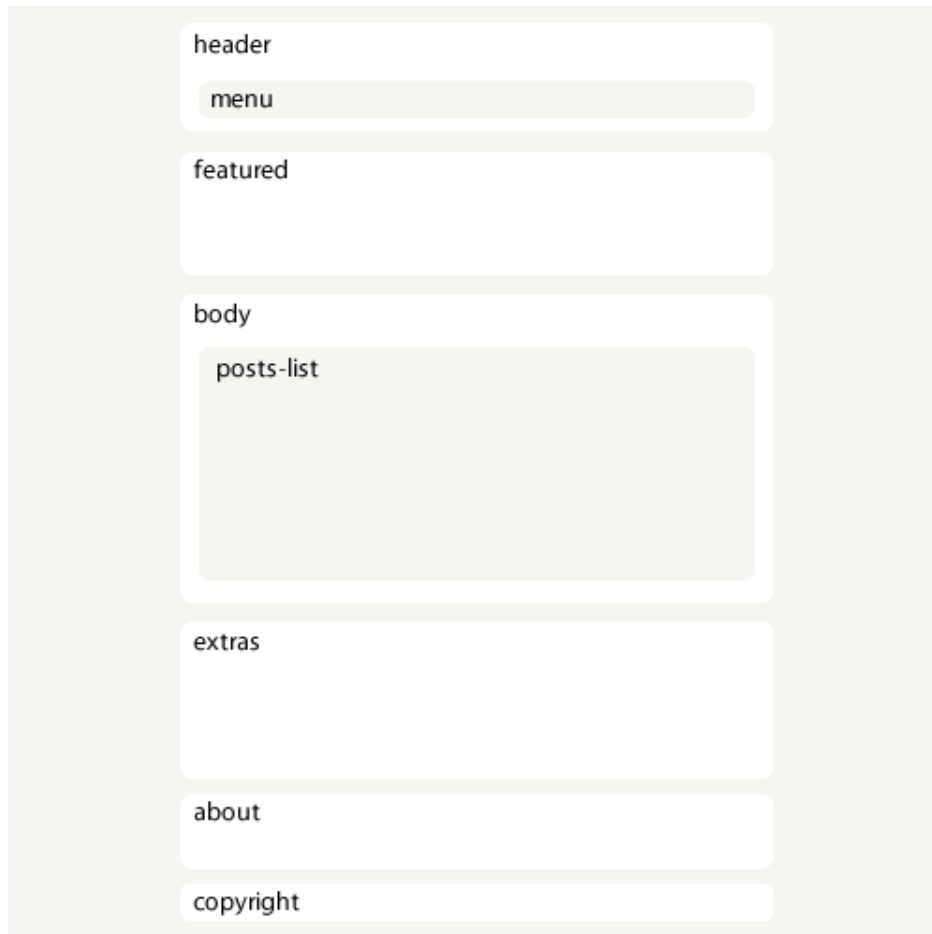 header
menu
featured
body
posts-list
extras
about
copyright